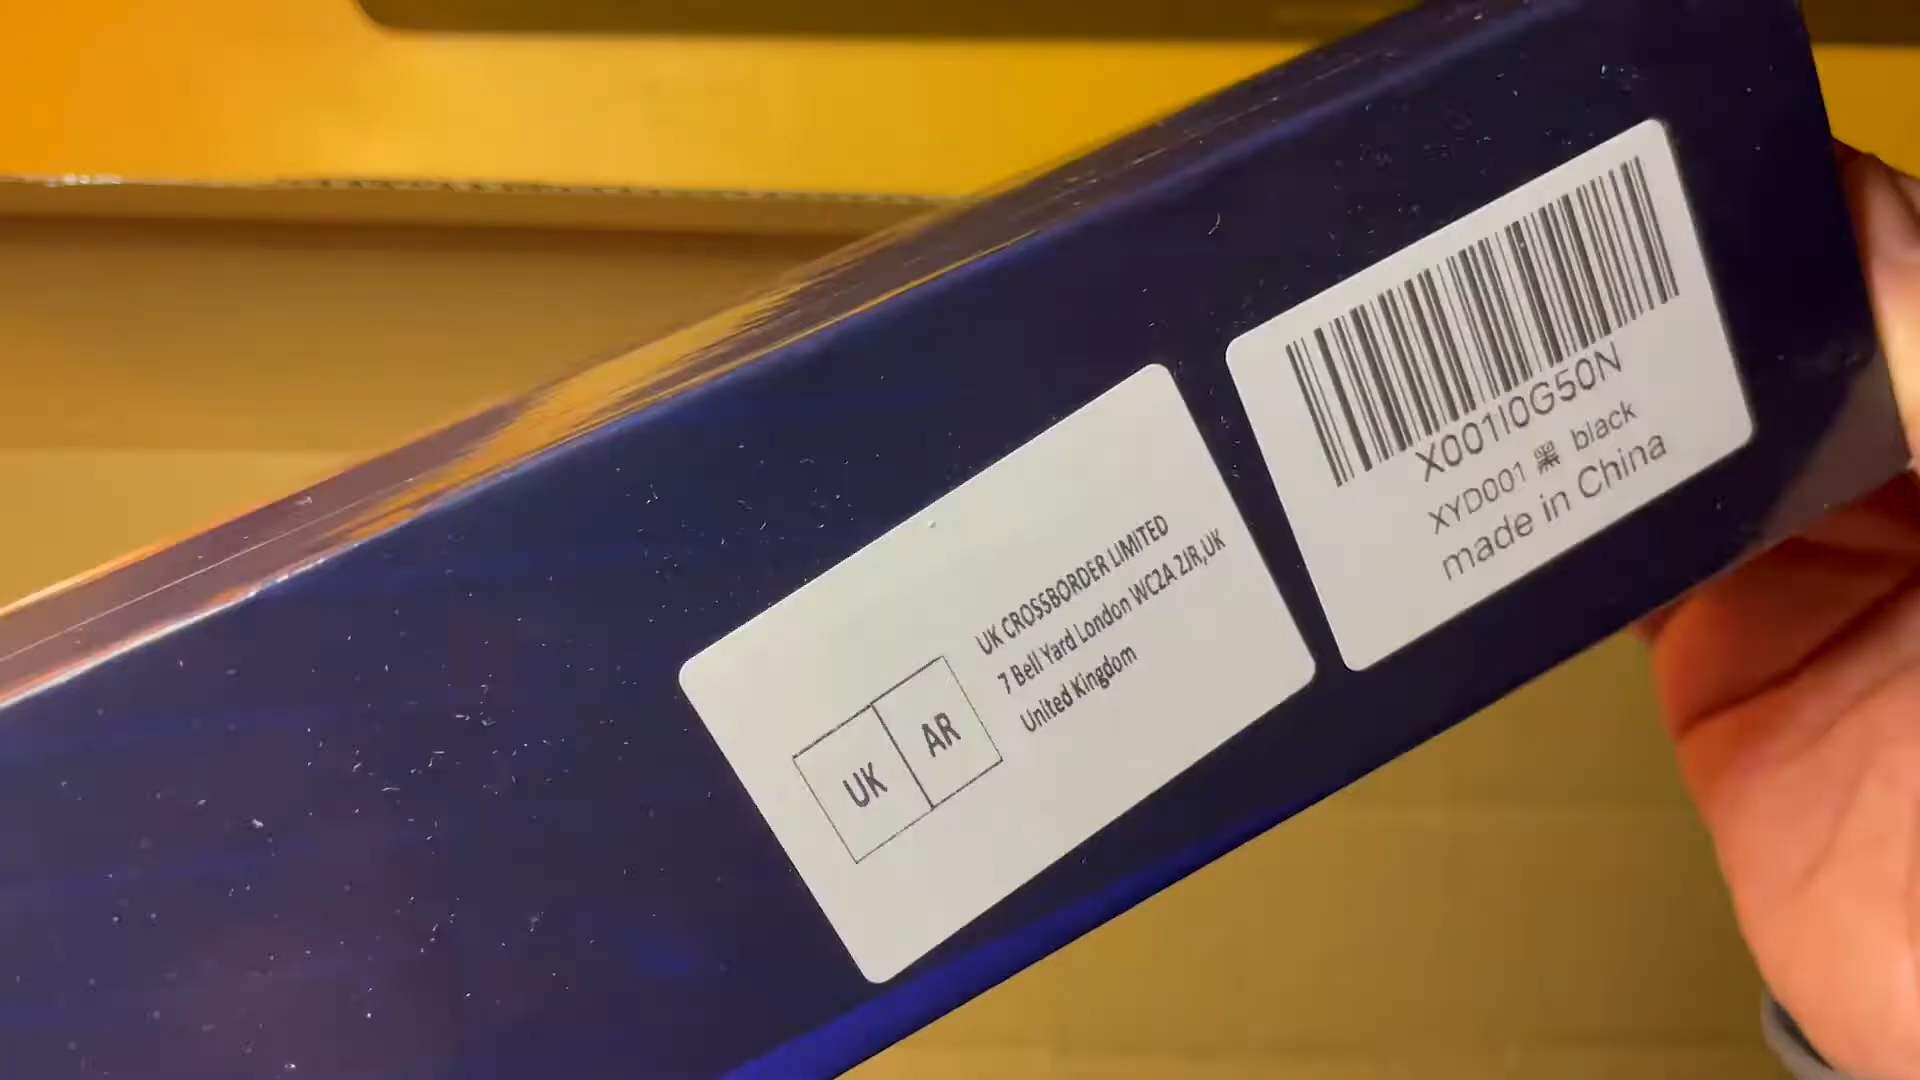 UK AR
UK CROSSBORDER LIMITED
7 Bell Yard London WC2A 2JR,UK
United Kingdom
X001I0G50N
XYD001 黑 black
made in China